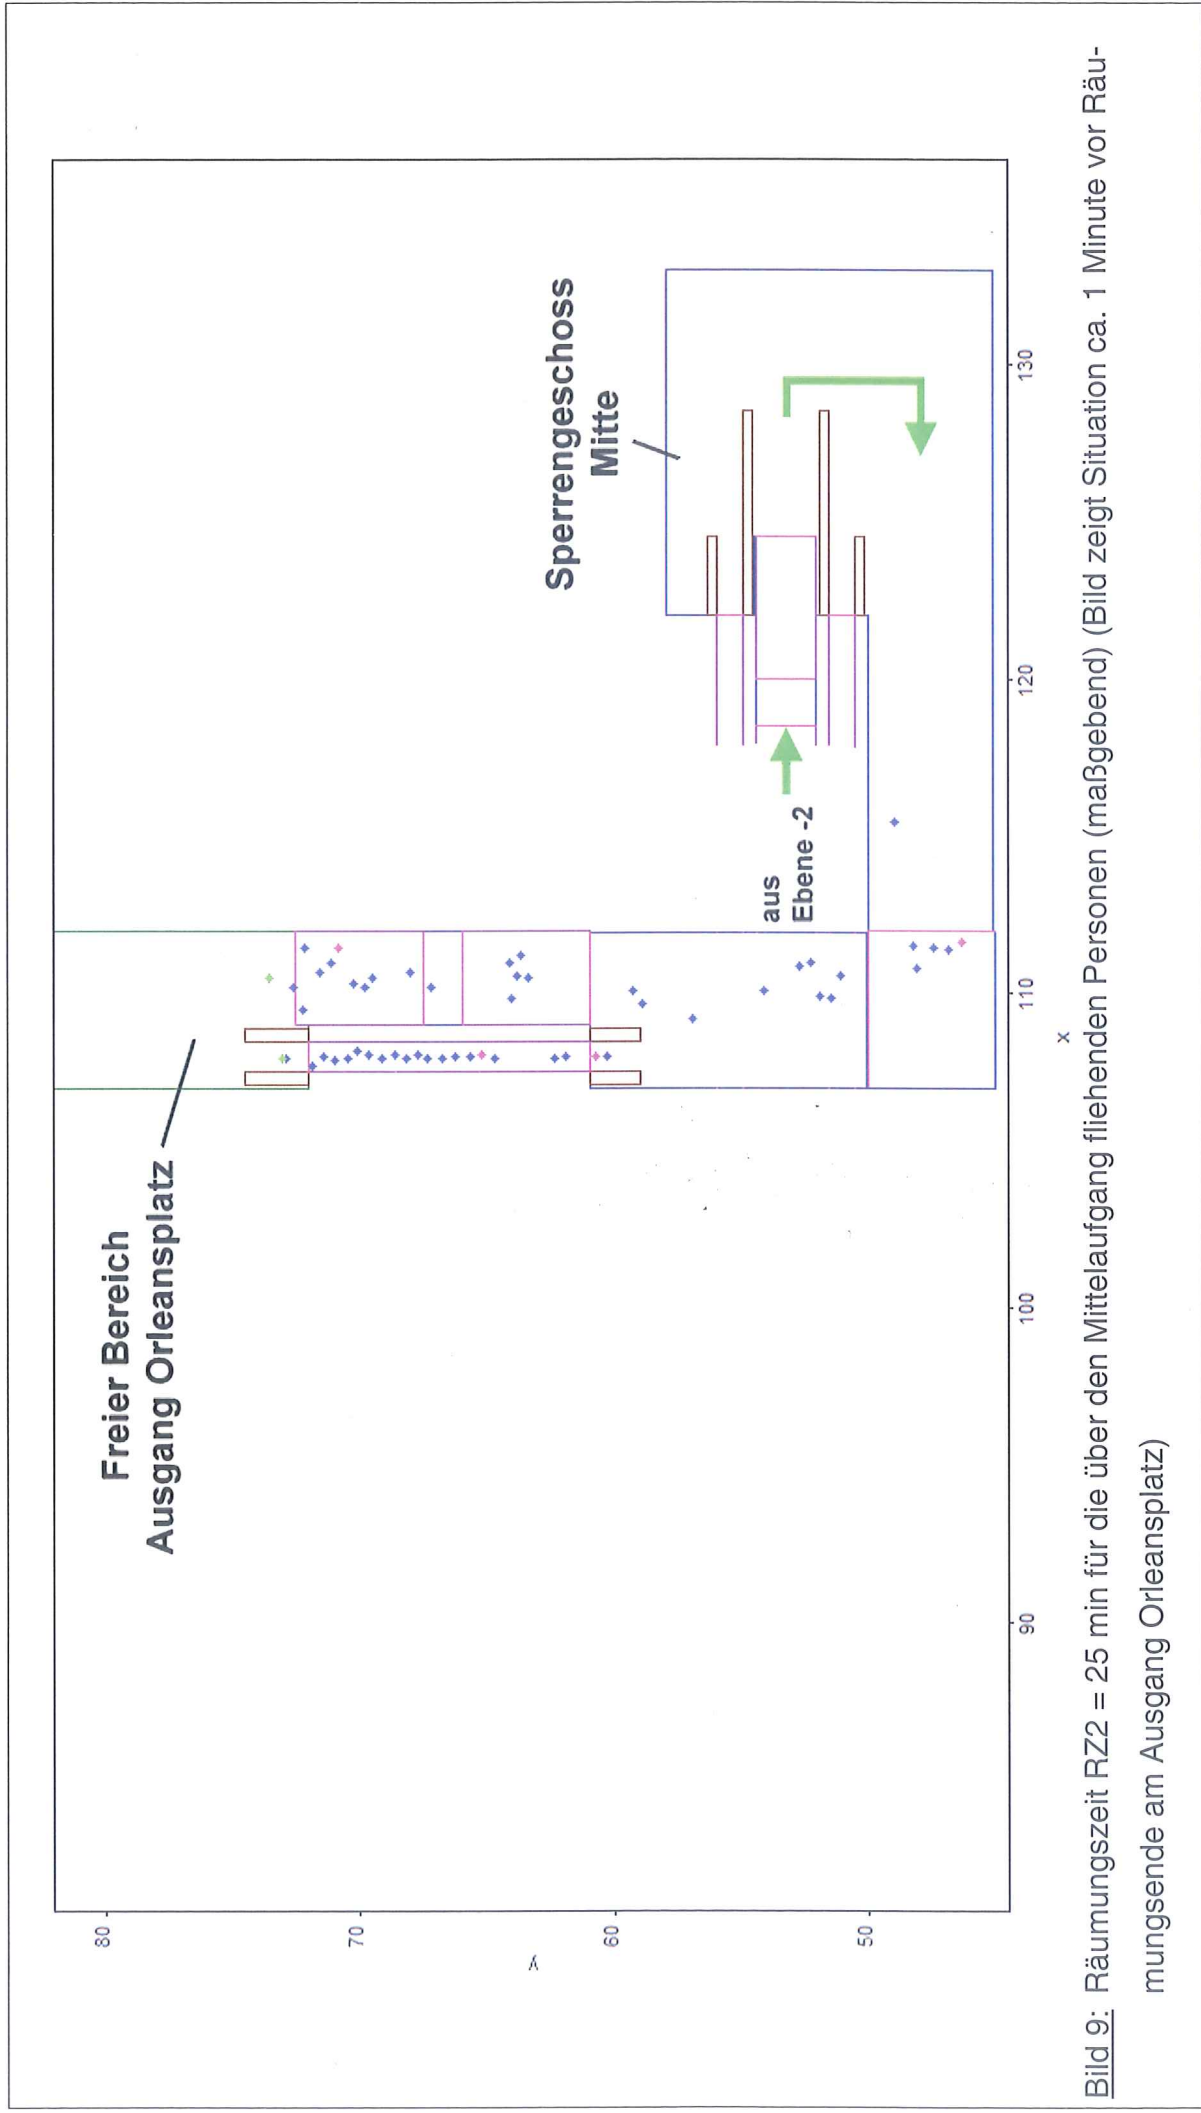 Freier Bereich
Ausgang Orleansplatz
Sperrengeschoss
Mitte
aus
Ebene -2
80
70
60
50
y
90
100
110
120
130
x
Bild 9: Räumungszeit RZ2 = 25 min für die über den Mittelaufgang fliehenden Personen (maßgebend) (Bild zeigt Situation ca. 1 Minute vor Räu-
mungsende am Ausgang Orleansplatz)